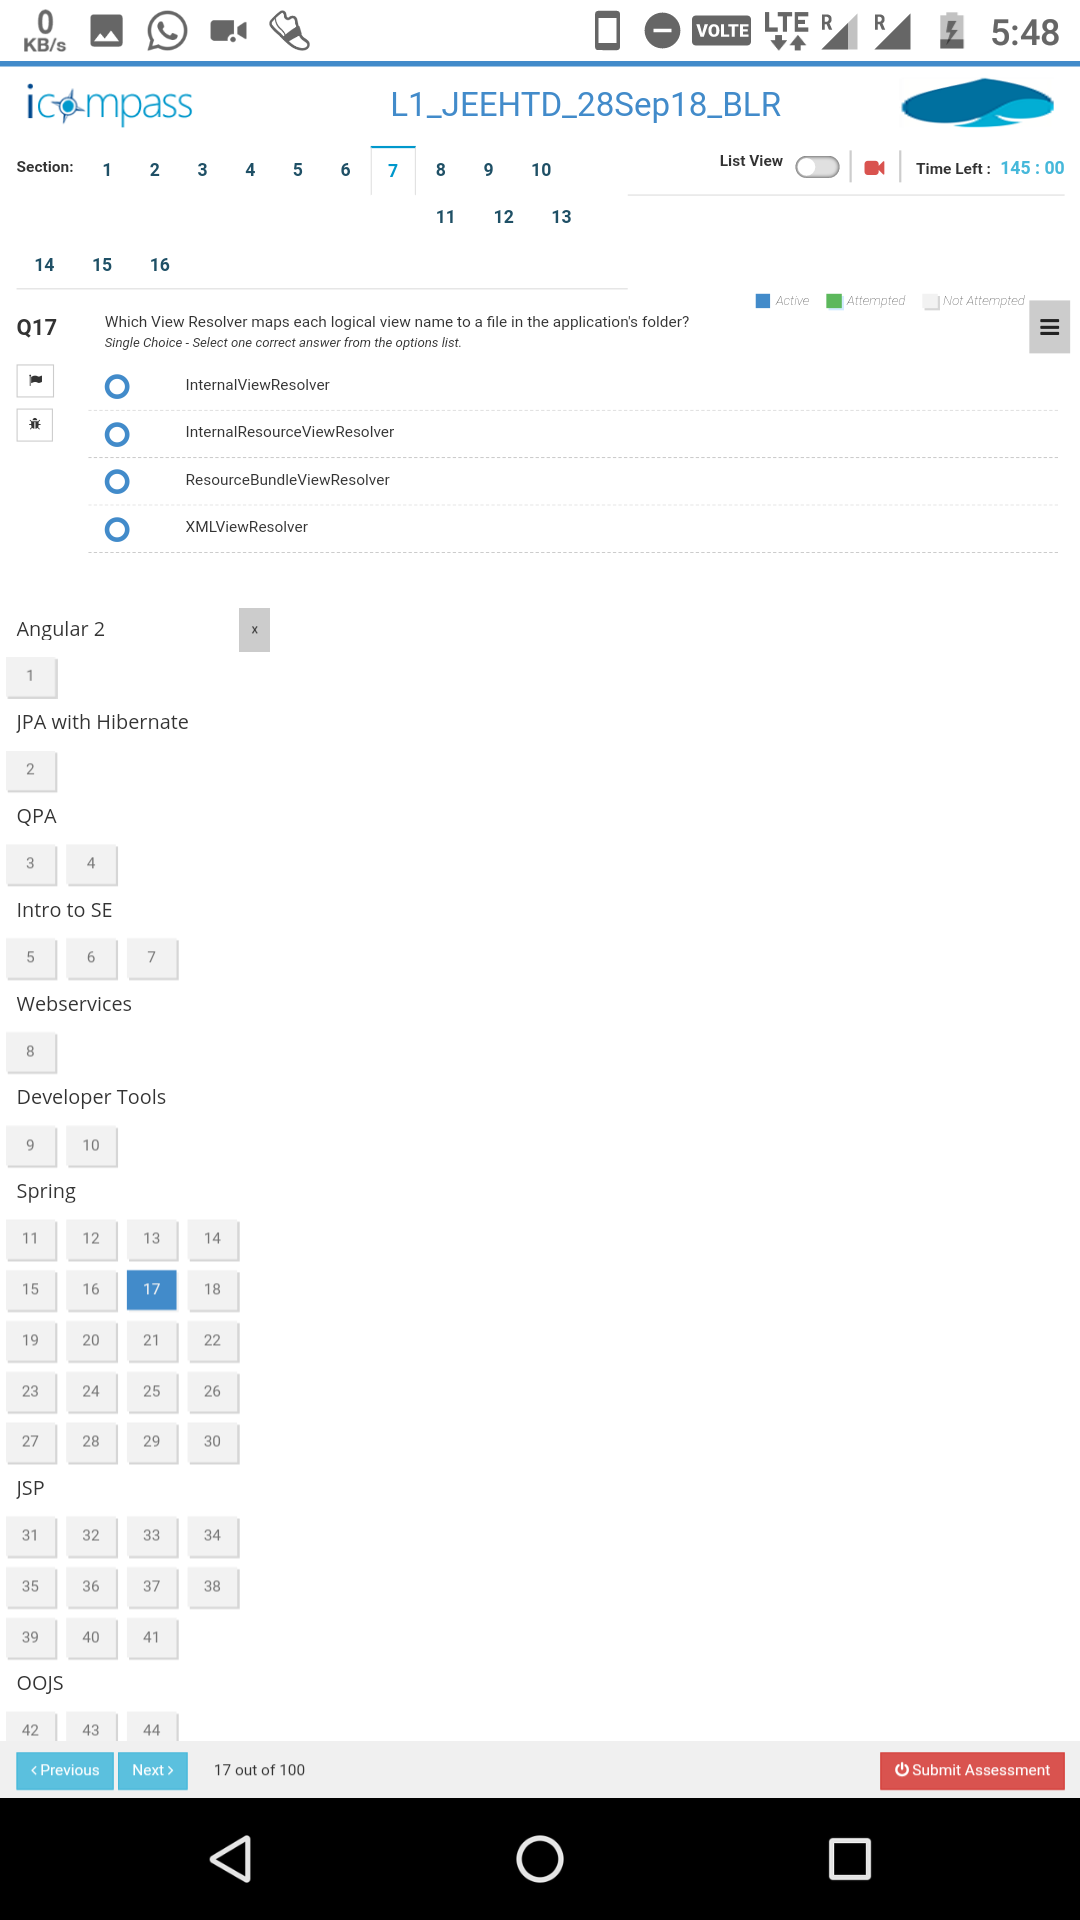 0
KB/s
VOLTE
LTE
R
R
5:48
icompass
L1_JEEHTD_28Sep18_BLR
Section: 1 2 3 4 5 6 7 8 9 10
List View
Time Left : 145 : 00
11 12 13
14 15 16
Active Attempted Not Attempted
Q17
Which View Resolver maps each logical view name to a file in the application's folder?
Single Choice - Select one correct answer from the options list.
InternalViewResolver
InternalResourceViewResolver
ResourceBundleViewResolver
XMLViewResolver
Angular 2
x
1
JPA with Hibernate
2
QPA
3 4
Intro to SE
5 6 7
Webservices
8
Developer Tools
9 10
Spring
11 12 13 14
15 16 17 18
19 20 21 22
23 24 25 26
27 28 29 30
JSP
31 32 33 34
35 36 37 38
39 40 41
OOJS
42 43 44
‹ Previous
Next ›
17 out of 100
Submit Assessment